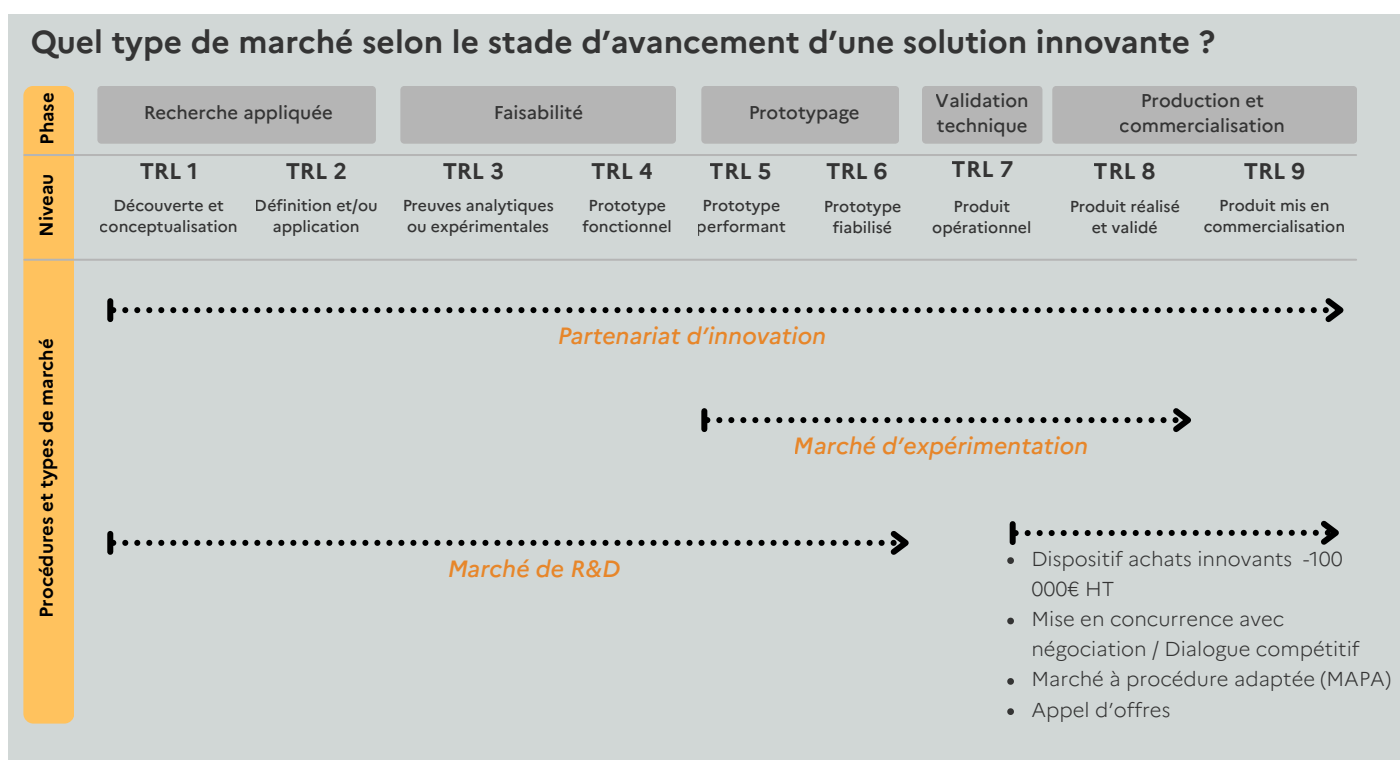 Quel type de marché selon le stade d'avancement d'une solution innovante ?
Phase
Recherche appliquée
Faisabilité
Prototypage
Validation
technique
Production et
commercialisation
Niveau
TRL 1
Découverte et
conceptualisation
TRL 2
Définition et/ou
application
TRL 3
Preuves analytiques
ou expérimentales
TRL 4
Prototype
fonctionnel
TRL 5
Prototype
performant
TRL 6
Prototype
fiabilisé
TRL 7
Produit
opérationnel
TRL 8
Produit réalisé
et validé
TRL 9
Produit mis en
commercialisation
Procédures et types de marché
Partenariat d'innovation
Marché d'expérimentation
Marché de R&D
• Dispositif achats innovants -100
000€ HT
• Mise en concurrence avec
négociation / Dialogue compétitif
• Marché à procédure adaptée (MAPA)
• Appel d'offres